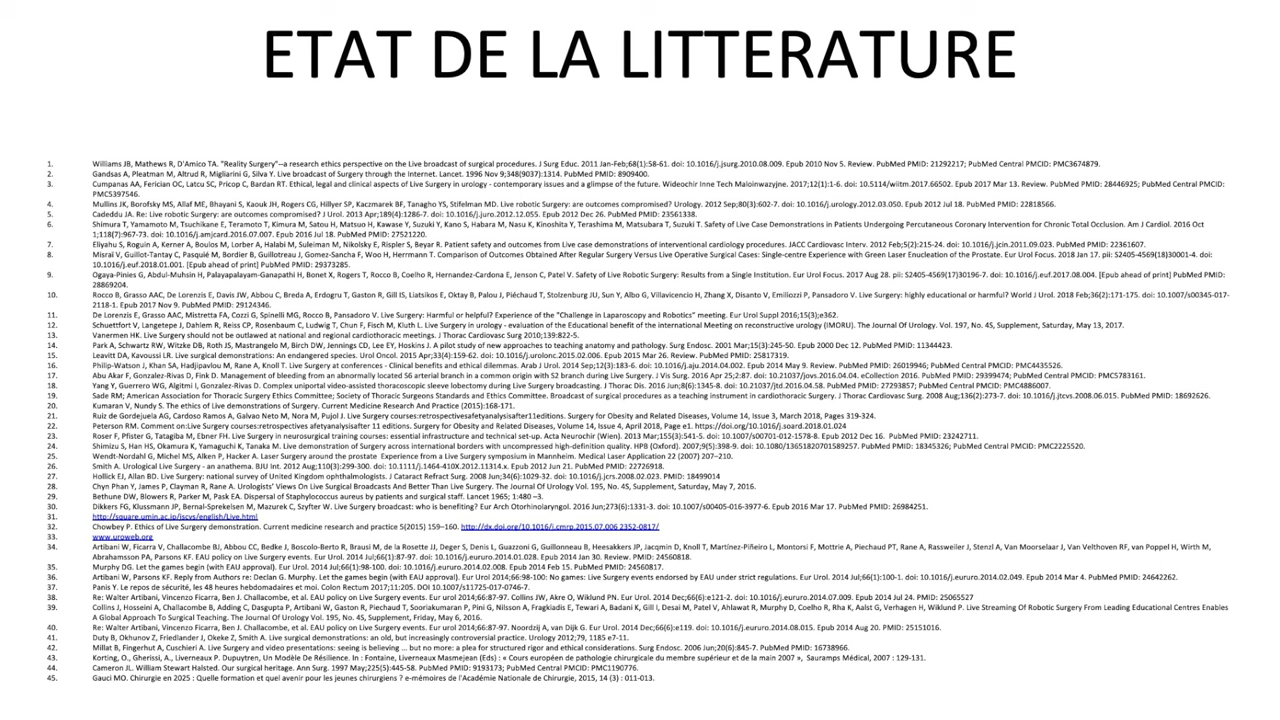 ETAT DE LA LITTERATURE
1. Williams JB, Mathews R, D'Amico TA. "Reality Surgery"--a research ethics perspective on the Live broadcast of surgical procedures. J Surg Educ. 2011 Jan-Feb;68(1):58-61. doi: 10.1016/j.jsurg.2010.08.009. Epub 2010 Nov 5. Review. PubMed PMID: 21292217; PubMed Central PMCID: PMC3674879.
2. Gandsas A, Pleatman M, Altrud R, Migliarini G, Silva Y. Live broadcast of Surgery through the Internet. Lancet. 1996 Nov 9;348(9037):1314. PubMed PMID: 8909400.
3. Cumpanas AA, Ferician OC, Latcu SC, Pricop C, Bardan RT. Ethical, legal and clinical aspects of Live Surgery in urology - contemporary issues and a glimpse of the future. Wideochir Inne Tech Maloinwazyjne. 2017;12(1):1-6. doi: 10.5114/wiitm.2017.66502. Epub 2017 Mar 13. Review. PubMed PMID: 28446925; PubMed Central PMCID:
PMC5397546.
4. Mullins JK, Borofsky MS, Allaf ME, Bhayani S, Kaouk JH, Rogers CG, Hillyer SP, Kaczmarek BF, Tanagho YS, Stifelman MD. Live robotic surgery: are outcomes compromised? Urology. 2012 Sep;80(3):602-7. doi: 10.1016/j.urology.2012.03.050. Epub 2012 Jul 18. PubMed PMID: 22818566.
5. Cadeddu JA. Re: Live robotic surgery: are outcomes compromised? J Urol. 2013 Apr;189(4):1286-7. doi: 10.1016/j.juro.2012.12.055. Epub 2012 Dec 26. PubMed PMID: 23561338.
6. Shimura T, Yamamoto M, Tsuchikane E, Teramoto T, Kimura M, Satou H, Matsuo H, Kawase Y, Suzuki Y, Kano S, Habara M, Nasu K, Kinoshita Y, Terashima M, Matsubara T, Suzuki T. Safety of Live Case Demonstrations in Patients Undergoing Percutaneous Coronary Intervention for Chronic Total Occlusion. Am J Cardiol. 2016 Oct
1;118(7):967-73. doi: 10.1016/j.amjcard.2016.07.007. Epub 2016 Jul 18. PubMed PMID: 27521220.
7. Eliyahu S, Roguin A, Kerner A, Boulos M, Lorber A, Halabi M, Suleiman M, Nikolsky E, Rispler S, Beyar R. Patient safety and outcomes from Live case demonstrations of interventional cardiology procedures. JACC Cardiovasc Interv. 2012 Feb;5(2):215-24. doi: 10.1016/j.jcin.2011.09.023. PubMed PMID: 22361607.
8. Misraï V, Guillot-Tantay C, Pasquié M, Bordier B, Guillotreau J, Gomez-Sancha F, Woo H, Herrmann T. Comparison of Outcomes Obtained After Regular Surgery Versus Live Operative Surgical Cases: Single-centre Experience with Green Laser Enucleation of the Prostate. Eur Urol Focus. 2018 Jan 17. pii: S2405-4569(18)30001-4. doi:
10.1016/j.euf.2018.01.001. [Epub ahead of print] PubMed PMID: 29373285.
9. Ogaya-Pinies G, Abdul-Muhsin H, Palayapalayam-Ganapathi H, Bonet X, Rogers T, Rocco B, Coelho R, Hernandez-Cardona E, Jenson C, Patel V. Safety of Live Robotic Surgery: Results from a Single Institution. Eur Urol Focus. 2017 Aug 28. pii: S2405-4569(17)30196-7. doi: 10.1016/j.euf.2017.08.004. [Epub ahead of print] PubMed PMID:
28869204.
10. Rocco B, Grasso AAC, De Lorenzis E, Davis JW, Abbou C, Breda A, Erdogru T, Gaston R, Gill IS, Liatsikos E, Oktay B, Palou J, Piéchaud T, Stolzenburg JU, Sun Y, Albo G, Villavicencio H, Zhang X, Disanto V, Emiliozzi P, Pansadoro V. Live Surgery: highly educational or harmful? World J Urol. 2018 Feb;36(2):171-175. doi: 10.1007/s00345-017-
2118-1. Epub 2017 Nov 9. PubMed PMID: 29124346.
11. De Lorenzis E, Grasso AAC, Mistretta FA, Cozzi G, Spinelli MG, Rocco B, Pansadoro V. Live Surgery: Harmful or helpful? Experience of the "Challenge in Laparoscopy and Robotics" meeting. Eur Urol Suppl 2016;15(3);e362.
12. Schuettfort V, Langetepe J, Dahlem R, Reiss CP, Rosenbaum C, Ludwig T, Chun F, Fisch M, Kluth L. Live Surgery in urology - evaluation of the Educational benefit of the international Meeting on reconstructive urology (IMORU). The Journal Of Urology. Vol. 197, No. 4S, Supplement, Saturday, May 13, 2017.
13. Vanermen HK. Live Surgery should not be outlawed at national and regional cardiothoracic meetings. J Thorac Cardiovasc Surg 2010;139:822-5.
14. Park A, Schwartz RW, Witzke DB, Roth JS, Mastrangelo M, Birch DW, Jennings CD, Lee EY, Hoskins J. A pilot study of new approaches to teaching anatomy and pathology. Surg Endosc. 2001 Mar;15(3):245-50. Epub 2000 Dec 12. PubMed PMID: 11344423.
15. Leavitt DA, Kavoussi LR. Live surgical demonstrations: An endangered species. Urol Oncol. 2015 Apr;33(4):159-62. doi: 10.1016/j.urolonc.2015.02.006. Epub 2015 Mar 26. Review. PubMed PMID: 25817319.
16. Philip-Watson J, Khan SA, Hadjipavlou M, Rane A, Knoll T. Live Surgery at conferences - Clinical benefits and ethical dilemmas. Arab J Urol. 2014 Sep;12(3):183-6. doi: 10.1016/j.aju.2014.04.002. Epub 2014 May 9. Review. PubMed PMID: 26019946; PubMed Central PMCID: PMC4435526.
17. Abu Akar F, Gonzalez-Rivas D, Fink D. Management of bleeding from an abnormally located S6 arterial branch in a common origin with S2 branch during Live Surgery. J Vis Surg. 2016 Apr 25;2:87. doi: 10.21037/jovs.2016.04.04. eCollection 2016. PubMed PMID: 29399474; PubMed Central PMCID: PMC5783161.
18. Yang Y, Guerrero WG, Algitmi I, Gonzalez-Rivas D. Complex uniportal video-assisted thoracoscopic sleeve lobectomy during Live Surgery broadcasting. J Thorac Dis. 2016 Jun;8(6):1345-8. doi: 10.21037/jtd.2016.04.58. PubMed PMID: 27293857; PubMed Central PMCID: PMC4886007.
19. Sade RM; American Association for Thoracic Surgery Ethics Committee; Society of Thoracic Surgeons Standards and Ethics Committee. Broadcast of surgical procedures as a teaching instrument in cardiothoracic surgery. J Thorac Cardiovasc Surg. 2008 Aug;136(2):273-7. doi: 10.1016/j.jtcvs.2008.06.015. PubMed PMID: 18692626.
20. Kumaran V, Nundy S. The ethics of Live demonstrations of Surgery. Current Medicine Research And Practice (2015):168-171.
21. Ruiz de Gordejuela AG, Cardoso Ramos A, Galvao Neto M, Nora M, Pujol J. Live Surgery courses:retrospectivesafetyanalysisafter11editions. Surgery for Obesity and Related Diseases, Volume 14, Issue 3, March 2018, Pages 319-324.
22. Peterson RM. Comment on:Live Surgery courses:retrospectives afetyanalysisafter 11 editions. Surgery for Obesity and Related Diseases, Volume 14, Issue 4, April 2018, Page e1. https://doi.org/10.1016/j.soard.2018.01.024
23. Roser F, Pfister G, Tatagiba M, Ebner FH. Live Surgery in neurosurgical training courses: essential infrastructure and technical set-up. Acta Neurochir (Wien). 2013 Mar;155(3):541-5. doi: 10.1007/s00701-012-1578-8. Epub 2012 Dec 16. PubMed PMID: 23242711.
24. Shimizu S, Han HS, Okamura K, Yamaguchi K, Tanaka M. Live demonstration of Surgery across international borders with uncompressed high-definition quality. HPB (Oxford). 2007;9(5):398-9. doi: 10.1080/13651820701589257. PubMed PMID: 18345326; PubMed Central PMCID: PMC2225520.
25. Wendt-Nordahl G, Michel MS, Alken P, Hacker A. Laser Surgery around the prostate Experience from a Live Surgery symposium in Mannheim. Medical Laser Application 22 (2007) 207–210.
26. Smith A. Urological Live Surgery - an anathema. BJU Int. 2012 Aug;110(3):299-300. doi: 10.1111/j.1464-410X.2012.11314.x. Epub 2012 Jun 21. PubMed PMID: 22726918.
27. Hollick EJ, Allan BD. Live Surgery: national survey of United Kingdom ophthalmologists. J Cataract Refract Surg. 2008 Jun;34(6):1029-32. doi: 10.1016/j.jcrs.2008.02.023. PMID: 18499014
28. Chyn Phan Y, James P, Clayman R, Rane A. Urologists' Views On Live Surgical Broadcasts And Better Than Live Surgery. The Journal Of Urology Vol. 195, No. 4S, Supplement, Saturday, May 7, 2016.
29. Bethune DW, Blowers R, Parker M, Pask EA. Dispersal of Staphylococcus aureus by patients and surgical staff. Lancet 1965; 1:480 –3.
30. Dikkers FG, Klussmann JP, Bernal-Sprekelsen M, Mazurek C, Szyfter W. Live Surgery broadcast: who is benefiting? Eur Arch Otorhinolaryngol. 2016 Jun;273(6):1331-3. doi: 10.1007/s00405-016-3977-6. Epub 2016 Mar 17. PubMed PMID: 26984251.
31. http://square.umin.ac.jp/jscvs/english/Live.html
32. Chowbey P. Ethics of Live Surgery demonstration. Current medicine research and practice 5(2015) 159–160. http://dx.doi.org/10.1016/j.cmrp.2015.07.006 2352-0817/
33. www.uroweb.org
34. Artibani W, Ficarra V, Challacombe BJ, Abbou CC, Bedke J, Boscolo-Berto R, Brausi M, de la Rosette JJ, Deger S, Denis L, Guazzoni G, Guillonneau B, Heesakkers JP, Jacqmin D, Knoll T, Martínez-Piñeiro L, Montorsi F, Mottrie A, Piechaud PT, Rane A, Rassweiler J, Stenzl A, Van Moorselaar J, Van Velthoven RF, van Poppel H, Wirth M,
Abrahamsson PA, Parsons KF. EAU policy on Live Surgery events. Eur Urol. 2014 Jul;66(1):87-97. doi: 10.1016/j.eururo.2014.01.028. Epub 2014 Jan 30. Review. PMID: 24560818.
35. Murphy DG. Let the games begin (with EAU approval). Eur Urol. 2014 Jul;66(1):98-100. doi: 10.1016/j.eururo.2014.02.008. Epub 2014 Feb 15. PubMed PMID: 24560817.
36. Artibani W, Parsons KF. Reply from Authors re: Declan G. Murphy. Let the games begin (with EAU approval). Eur Urol 2014;66:98-100: No games: Live Surgery events endorsed by EAU under strict regulations. Eur Urol. 2014 Jul;66(1):100-1. doi: 10.1016/j.eururo.2014.02.049. Epub 2014 Mar 4. PubMed PMID: 24642262.
37. Panis Y. Le repos de sécurité, les 48 heures hebdomadaires et moi. Colon Rectum 2017;11:205. DOI 10.1007/s11725-017-0746-7.
38. Re: Walter Artibani, Vincenzo Ficarra, Ben J. Challacombe, et al. EAU policy on Live Surgery events. Eur urol 2014;66:87-97. Collins JW, Akre O, Wiklund PN. Eur Urol. 2014 Dec;66(6):e121-2. doi: 10.1016/j.eururo.2014.07.009. Epub 2014 Jul 24. PMID: 25065527
39. Collins J, Hosseini A, Challacombe B, Adding C, Dasgupta P, Artibani W, Gaston R, Piechaud T, Sooriakumaran P, Pini G, Nilsson A, Fragkiadis E, Tewari A, Badani K, Gill I, Desai M, Patel V, Ahlawat R, Murphy D, Coelho R, Rha K, Aalst G, Verhagen H, Wiklund P. Live Streaming Of Robotic Surgery From Leading Educational Centres Enables
A Global Approach To Surgical Training. The Journal Of Urology Vol. 195, No. 4S, Supplement, Friday, May 6, 2016.
40. Re: Walter Artibani, Vincenzo Ficarra, Ben J. Challacombe, et al. EAU policy on Live Surgery events. Eur urol 2014;66:87-97. Noordzij A, van Dijk G. Eur Urol. 2014 Dec;66(6):e119. doi: 10.1016/j.eururo.2014.08.015. Epub 2014 Aug 20. PMID: 25151016.
41. Duty B, Okhunov Z, Friedlander J, Okeke Z, Smith A. Live surgical demonstrations: an old, but increasingly controversial practice. Urology 2012;79, 1185 e7-11.
42. Millat B, Fingerhut A, Cuschieri A. Live Surgery and video presentations: seeing is believing ... but no more: a plea for structured rigor and ethical considerations. Surg Endosc. 2006 Jun;20(6):845-7. PubMed PMID: 16738966.
43. Korting, O., Gherissi, A., Liverneaux P. Dupuytren, Un Modèle De Résilience. In : Fontaine, Liverneaux Masmejean (Eds) : « Cours européen de pathologie chirurgicale du membre supérieur et de la main 2007 », Sauramps Médical, 2007 : 129-131.
44. Cameron JL. William Stewart Halsted. Our surgical heritage. Ann Surg. 1997 May;225(5):445-58. PubMed PMID: 9193173; PubMed Central PMCID: PMC1190776.
45. Gauci MO. Chirurgie en 2025 : Quelle formation et quel avenir pour les jeunes chirurgiens ? e-mémoires de l'Académie Nationale de Chirurgie, 2015, 14 (3) : 011-013.